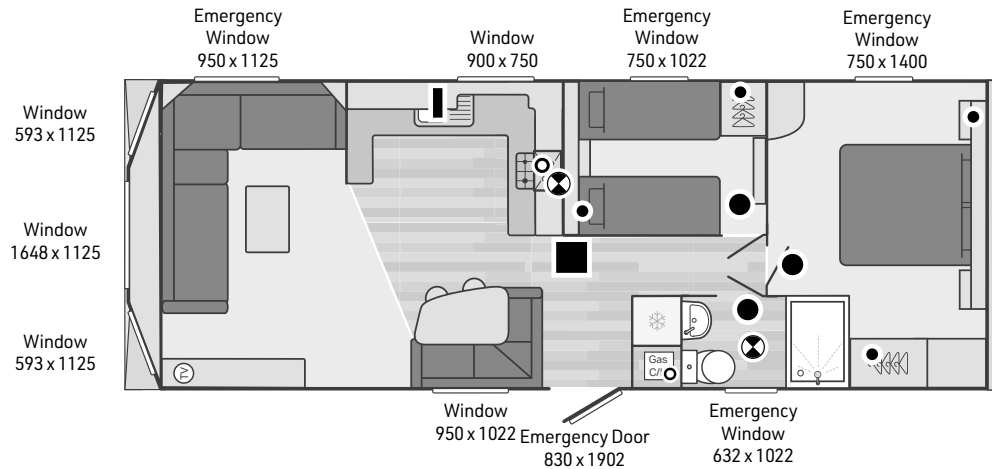 Emergency
Window
950 x 1125
Window
900 x 750
Emergency
Window
750 x 1022
Emergency
Window
750 x 1400
Window
593 x 1125
Window
1648 x 1125
Window
593 x 1125
TV
Gas
C/H
Window
950 x 1022
Emergency Door
830 x 1902
Emergency
Window
632 x 1022